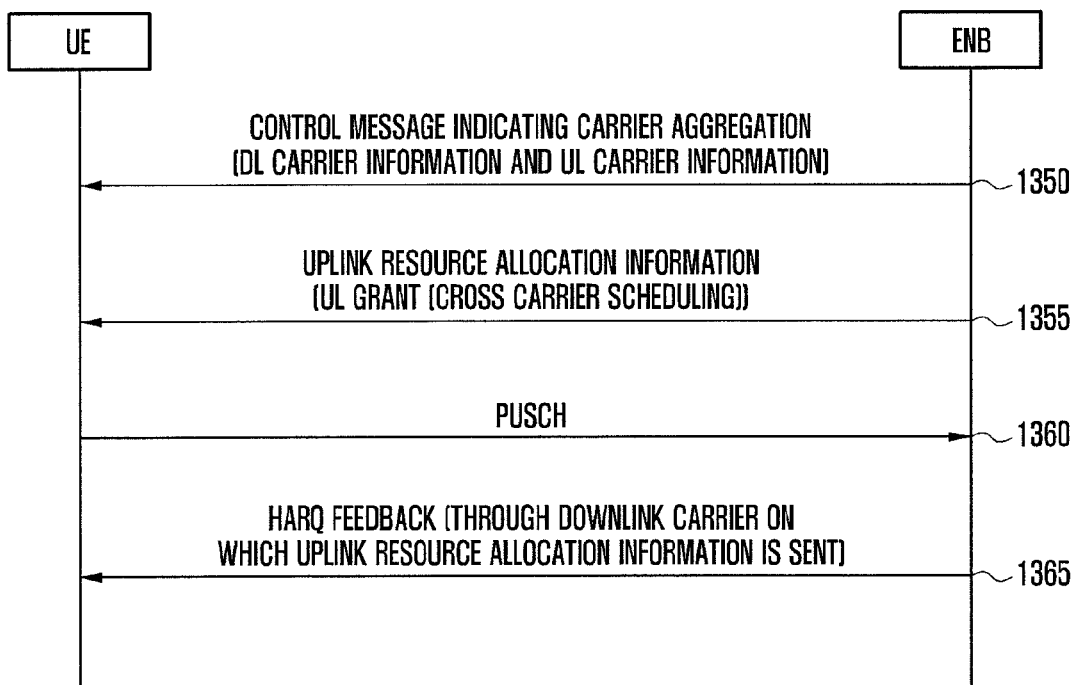 UE
ENB
CONTROL MESSAGE INDICATING CARRIER AGGREGATION
(DL CARRIER INFORMATION AND UL CARRIER INFORMATION)
1350
UPLINK RESOURCE ALLOCATION INFORMATION
(UL GRANT (CROSS CARRIER SCHEDULING))
1355
PUSCH
1360
HARQ FEEDBACK (THROUGH DOWNLINK CARRIER ON
WHICH UPLINK RESOURCE ALLOCATION INFORMATION IS SENT)
1365